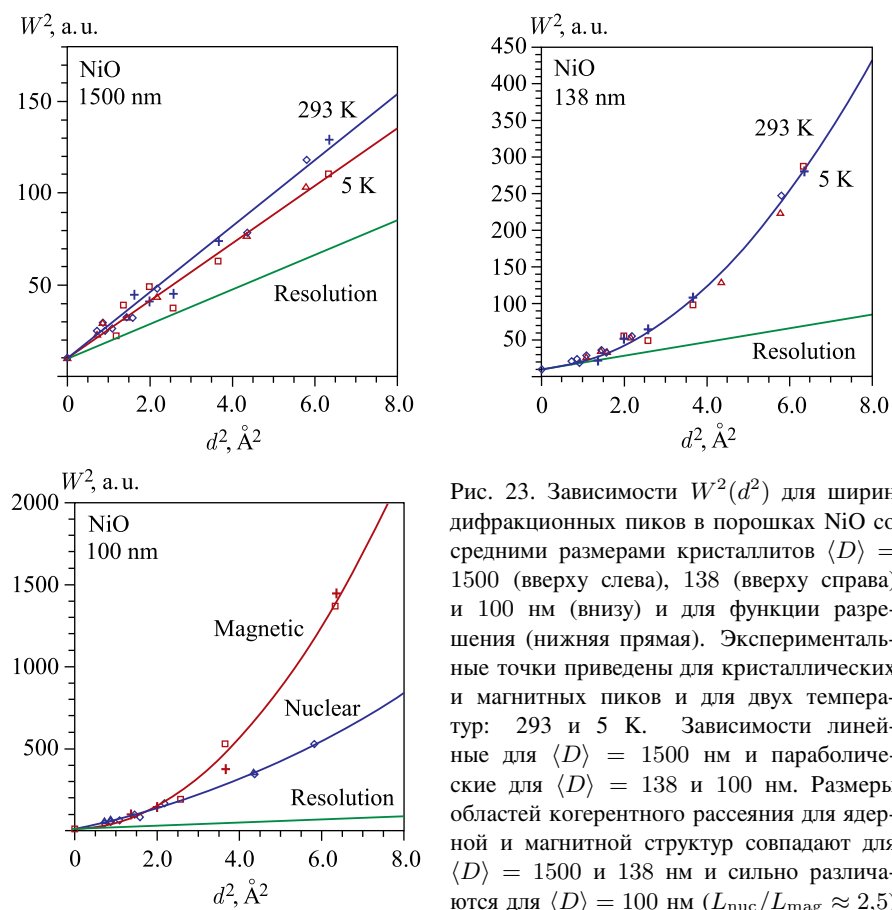 W², a. u.
NiO
1500 nm
293 K
5 K
Resolution
150
100
50
0
2.0
4.0
6.0
8.0
d², Å²
W², a. u.
NiO
138 nm
293 K
5 K
Resolution
450
400
350
300
250
200
150
100
50
0
2.0
4.0
6.0
8.0
d², Å²
W², a. u.
NiO
100 nm
Magnetic
Nuclear
Resolution
2000
1500
1000
500
0
2.0
4.0
6.0
8.0
d², Å²
Рис. 23. Зависимости W²(d²) для ширин
дифракционных пиков в порошках NiO со
средними размерами кристаллитов ⟨D⟩ =
1500 (вверху слева), 138 (вверху справа)
и 100 нм (внизу) и для функции разре-
шения (нижняя прямая). Эксперименталь-
ные точки приведены для кристаллических
и магнитных пиков и для двух темпера-
тур: 293 и 5 K. Зависимости линей-
ные для ⟨D⟩ = 1500 нм и параболиче-
ские для ⟨D⟩ = 138 и 100 нм. Размеры
областей когерентного рассеяния для ядер-
ной и магнитной структур совпадают для
⟨D⟩ = 1500 и 138 нм и сильно различа-
ются для ⟨D⟩ = 100 нм (L_nuc/L_mag ≈ 2,5)